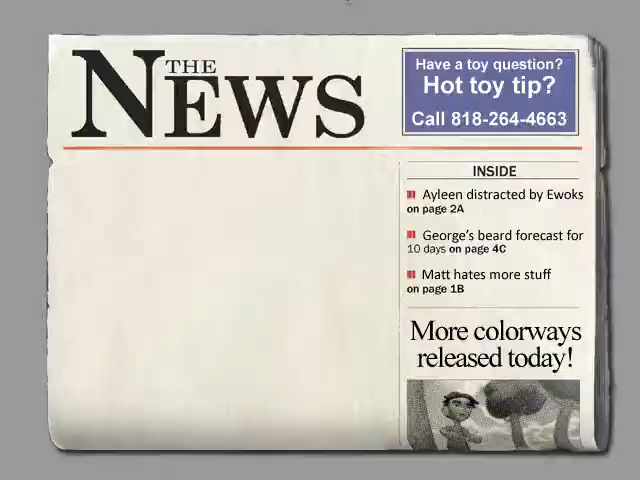 THE
NEWS
Have a toy question?
Hot toy tip?
Call 818-264-4663
INSIDE
Ayleen distracted by Ewoks
on page 2A
George's beard forecast for
10 days on page 4C
Matt hates more stuff
on page 1B
More colorways
released today!